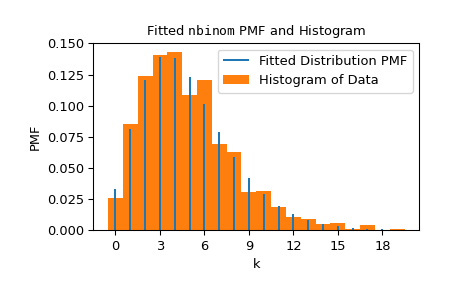 Fitted nbinom PMF and Histogram
0.150
0.125
0.100
0.075
0.050
0.025
0.000
PMF
Fitted Distribution PMF
Histogram of Data
0 3 6 9 12 15 18
k